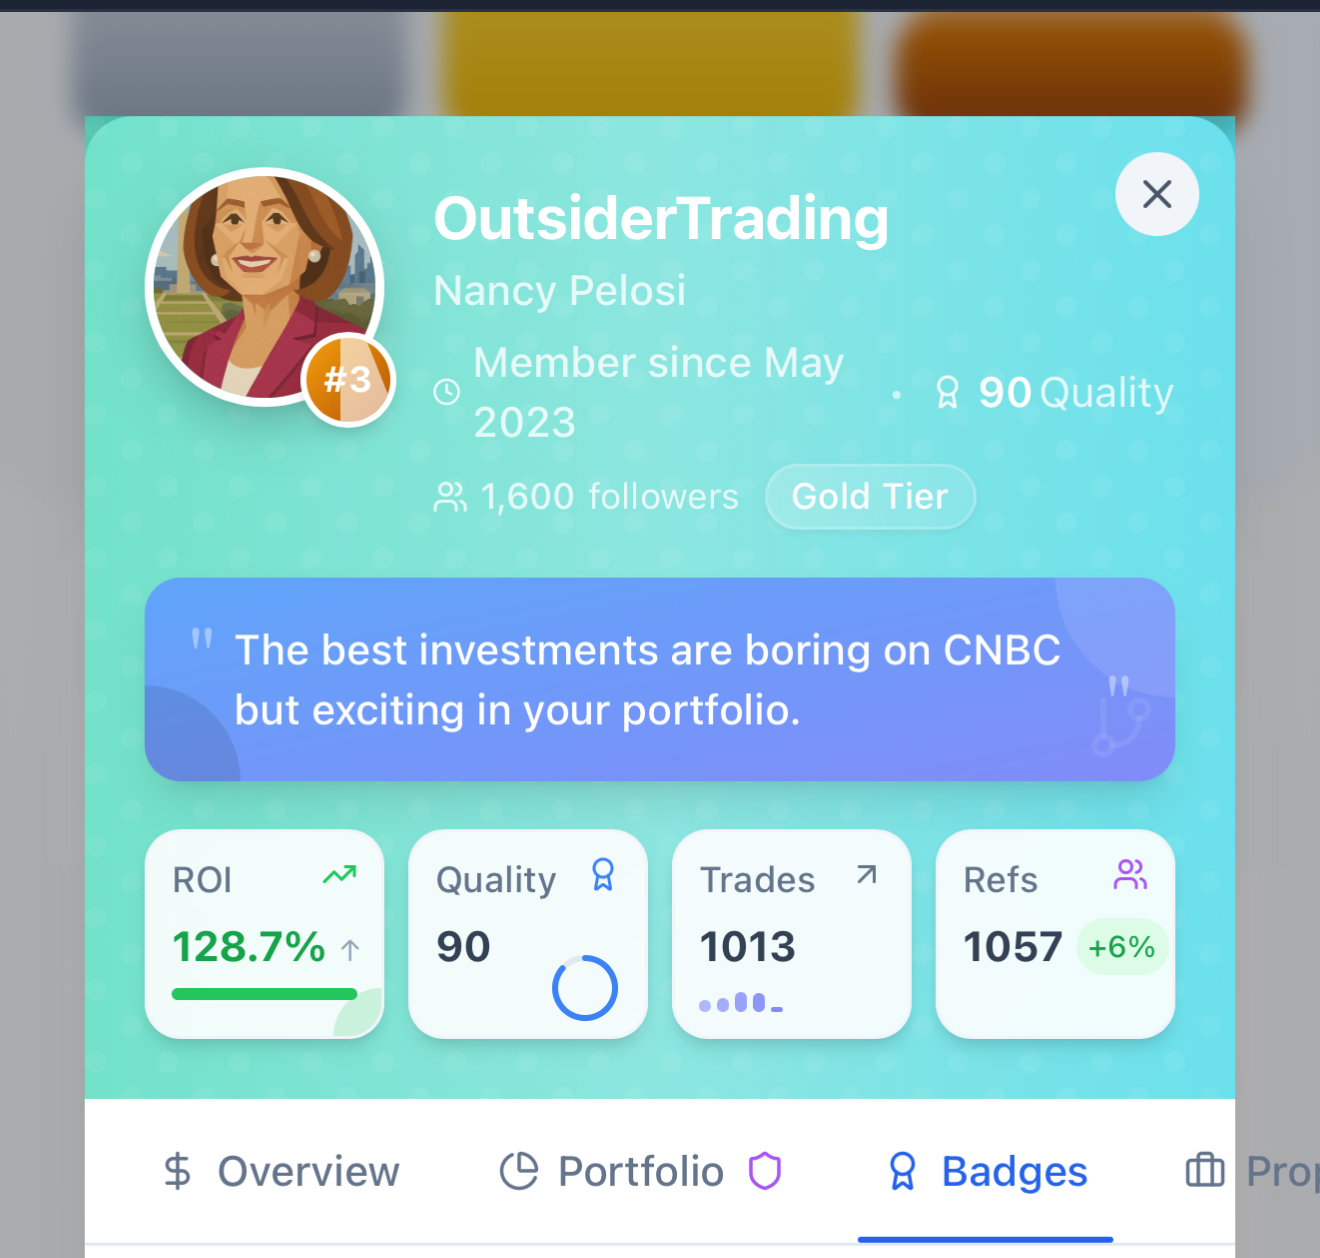 OutsiderTrading
Nancy Pelosi
#3
Member since May
2023
• 90 Quality
1,600 followers
Gold Tier
" The best investments are boring on CNBC
but exciting in your portfolio. "
ROI
128.7% ↑
Quality
90
Trades
1013
Refs
1057 +6%
Overview
Portfolio
Badges
Prop